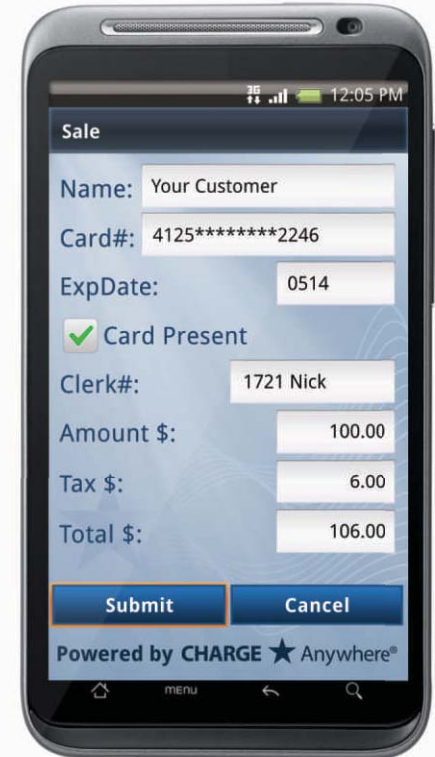 3G 12:05 PM
Sale
Name: Your Customer
Card#: 4125********2246
ExpDate: 0514
Card Present
Clerk#: 1721 Nick
Amount $: 100.00
Tax $: 6.00
Total $: 106.00
Submit Cancel
Powered by CHARGE Anywhere®
MENU